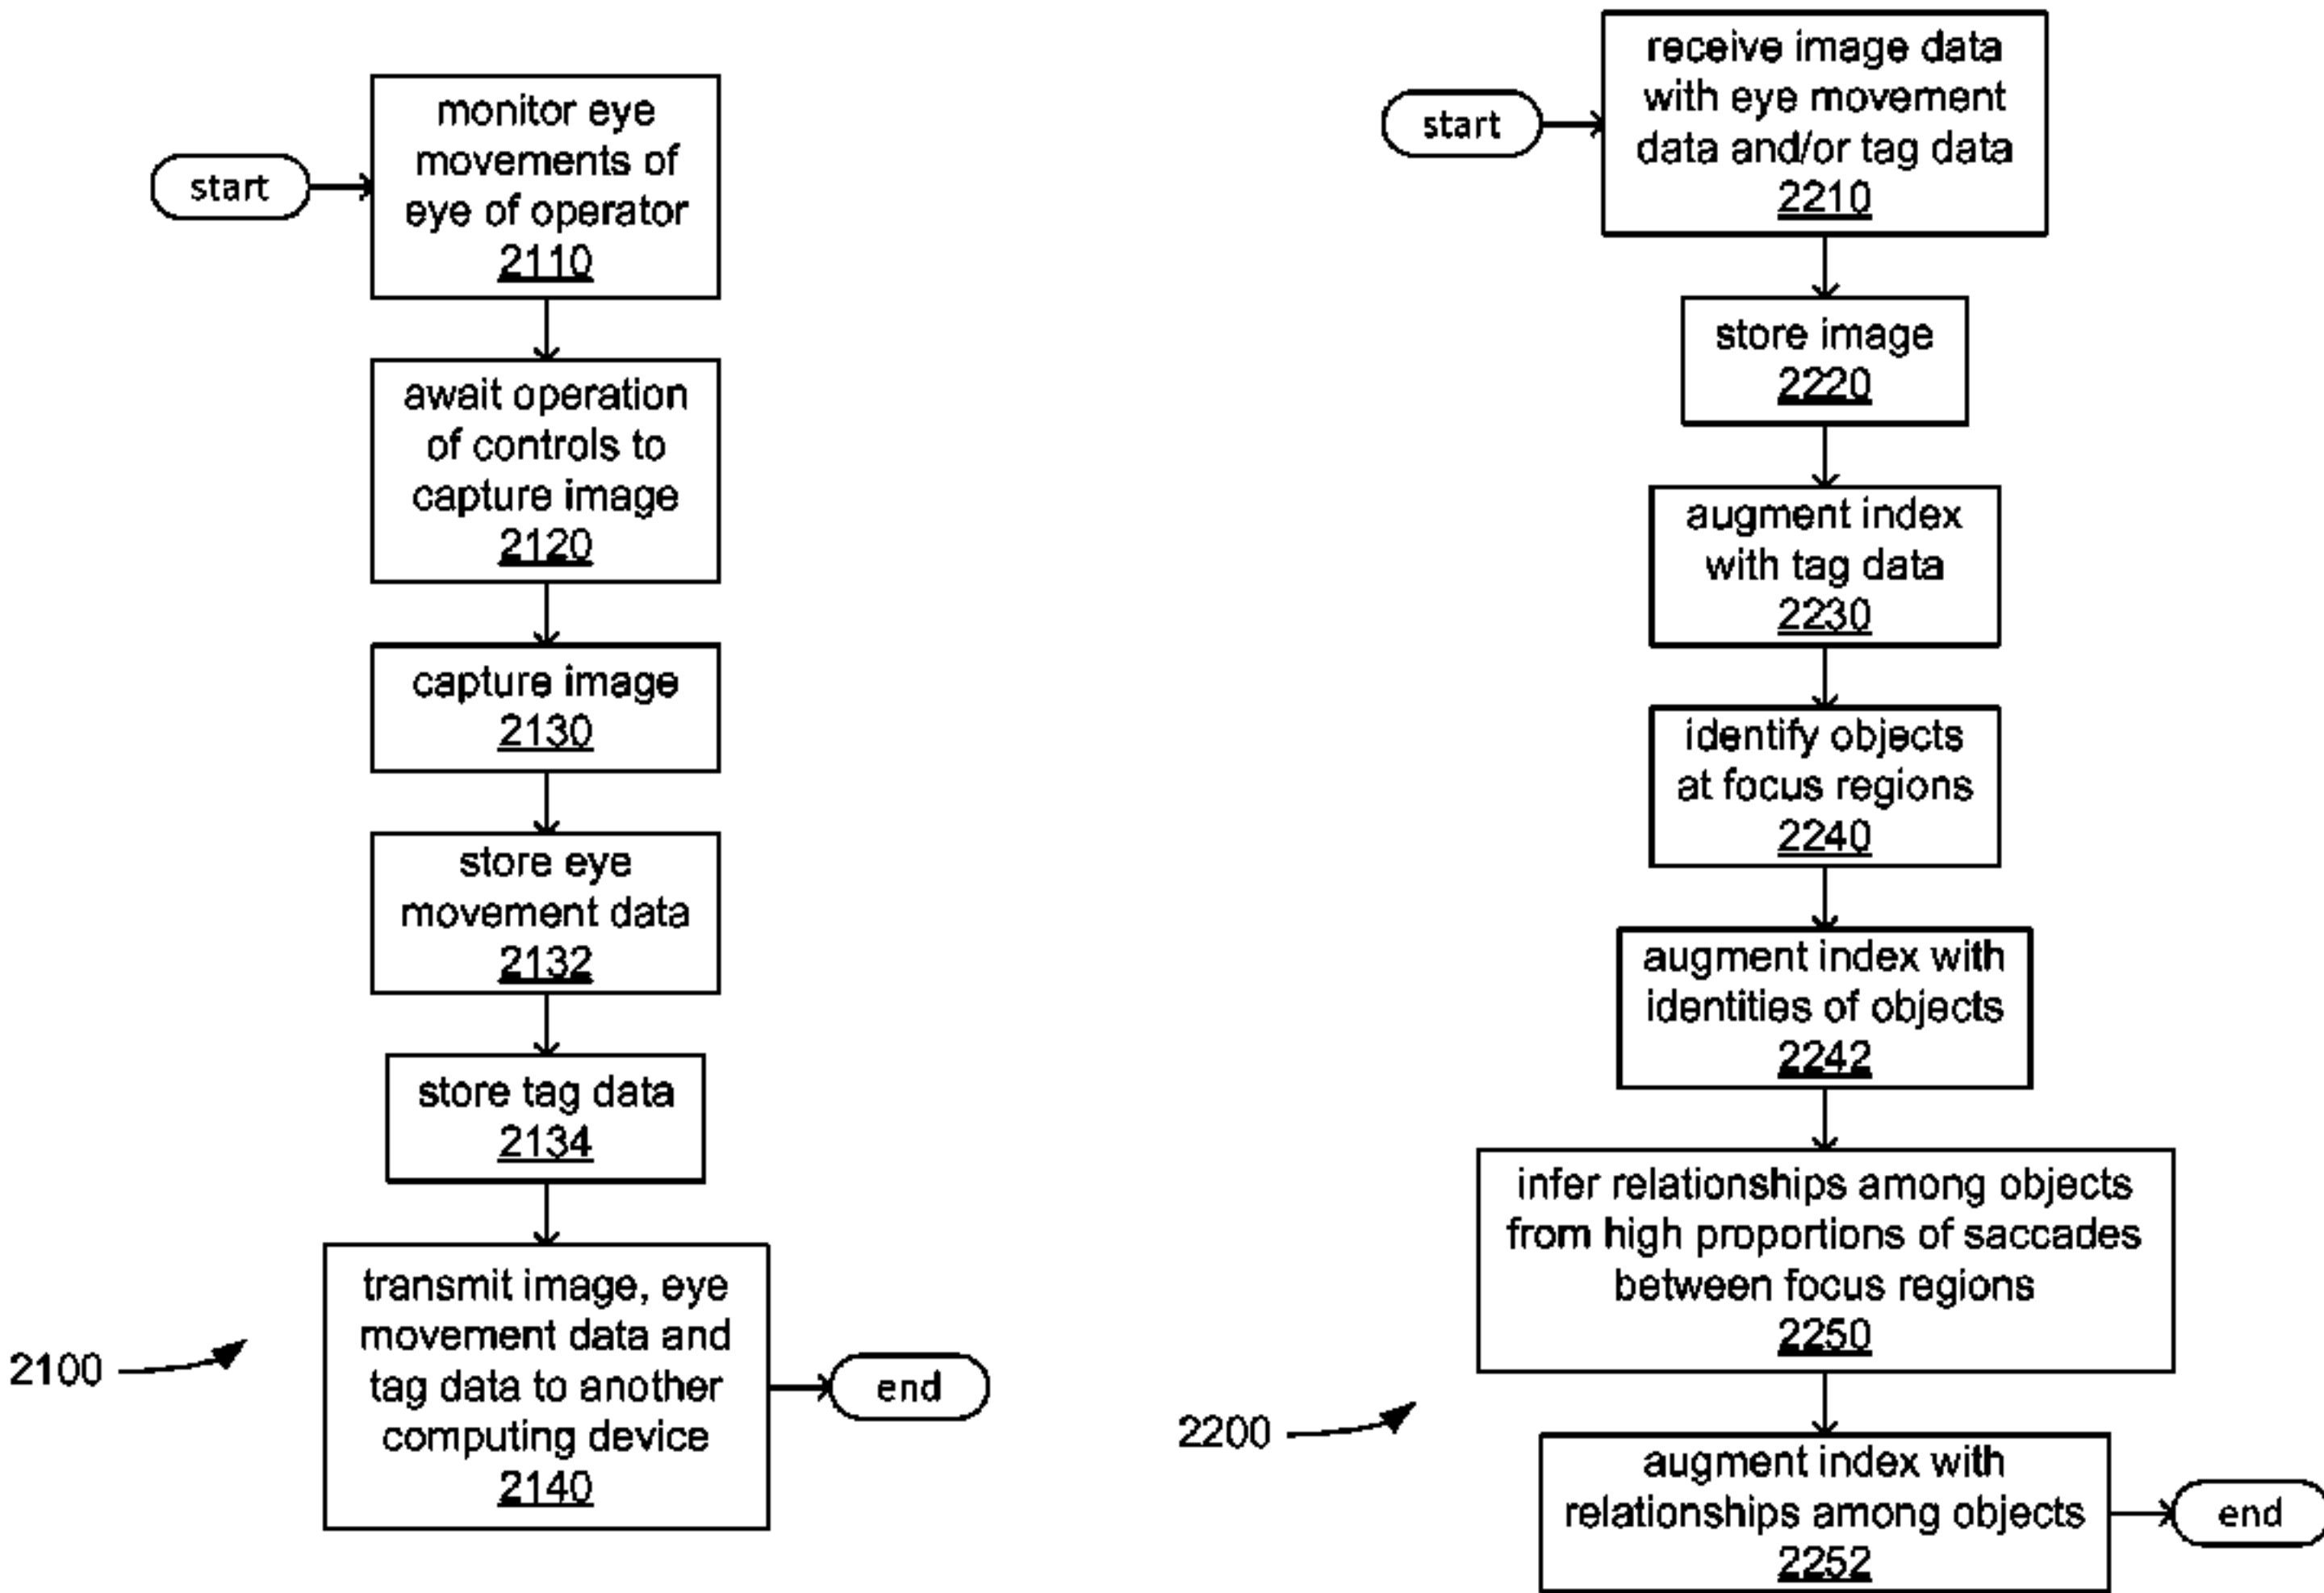 start
monitor eye
movements of
eye of operator
2110
await operation
of controls to
capture image
2120
capture image
2130
store eye
movement data
2132
store tag data
2134
transmit image, eye
movement data and
tag data to another
computing device
2140
end
2100
start
receive image data
with eye movement
data and/or tag data
2210
store image
2220
augment index
with tag data
2230
identify objects
at focus regions
2240
augment index with
identities of objects
2242
infer relationships among objects
from high proportions of saccades
between focus regions
2250
augment index with
relationships among objects
2252
end
2200